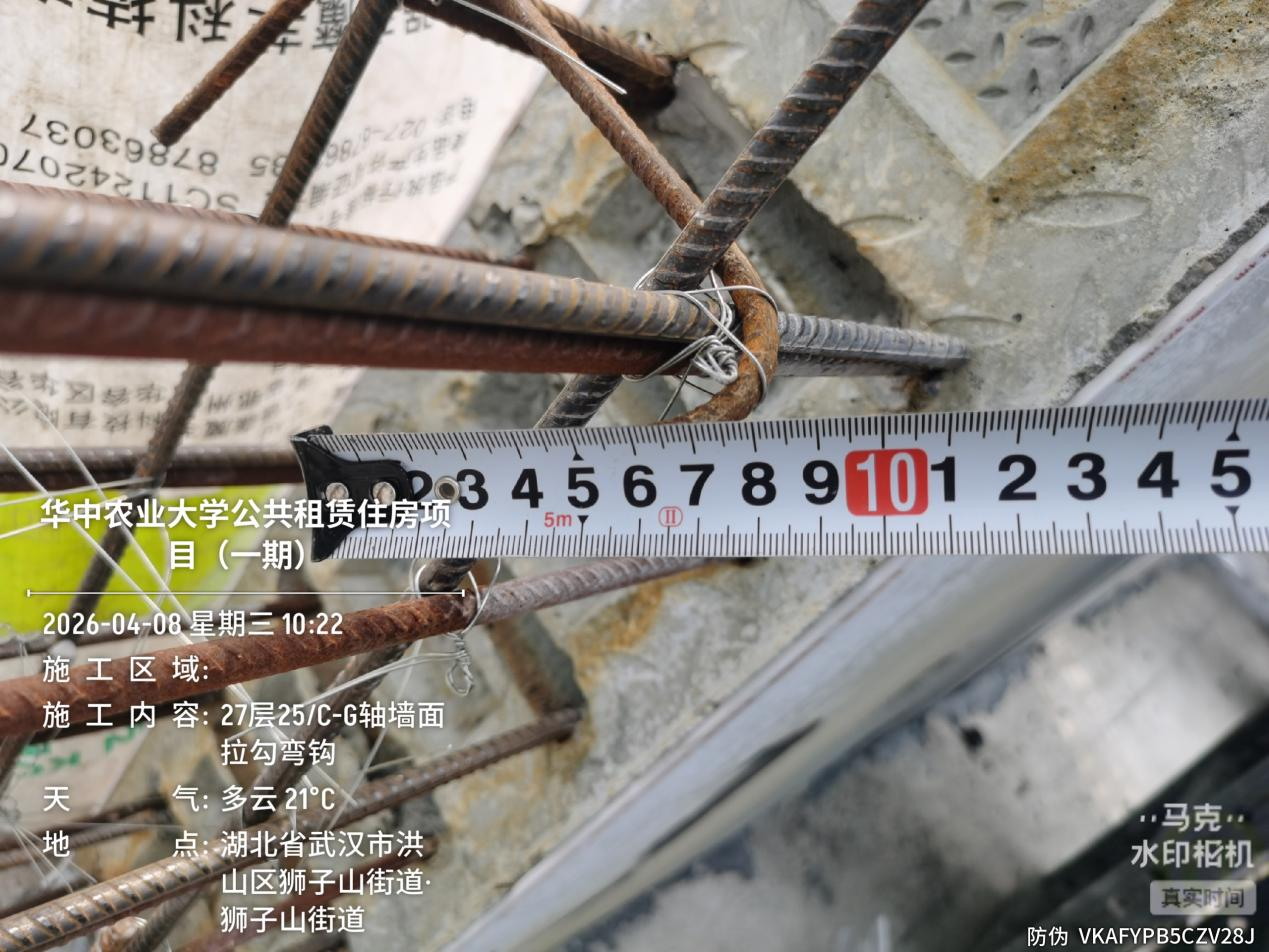 87863037
SC11242070
2 3 4 5 6 7 8 9 10 1 2 3 4 5
5m II
华中农业大学公共租赁住房项
目（一期）
2026-04-08 星期三 10:22
施工区域:
施工内容: 27层25/C-G轴墙面
拉勾弯钩
天气: 多云 21°C
地点: 湖北省武汉市洪
山区狮子山街道·
狮子山街道
马克
水印相机
真实时间
防伪 VKAFYPB5CZV28J